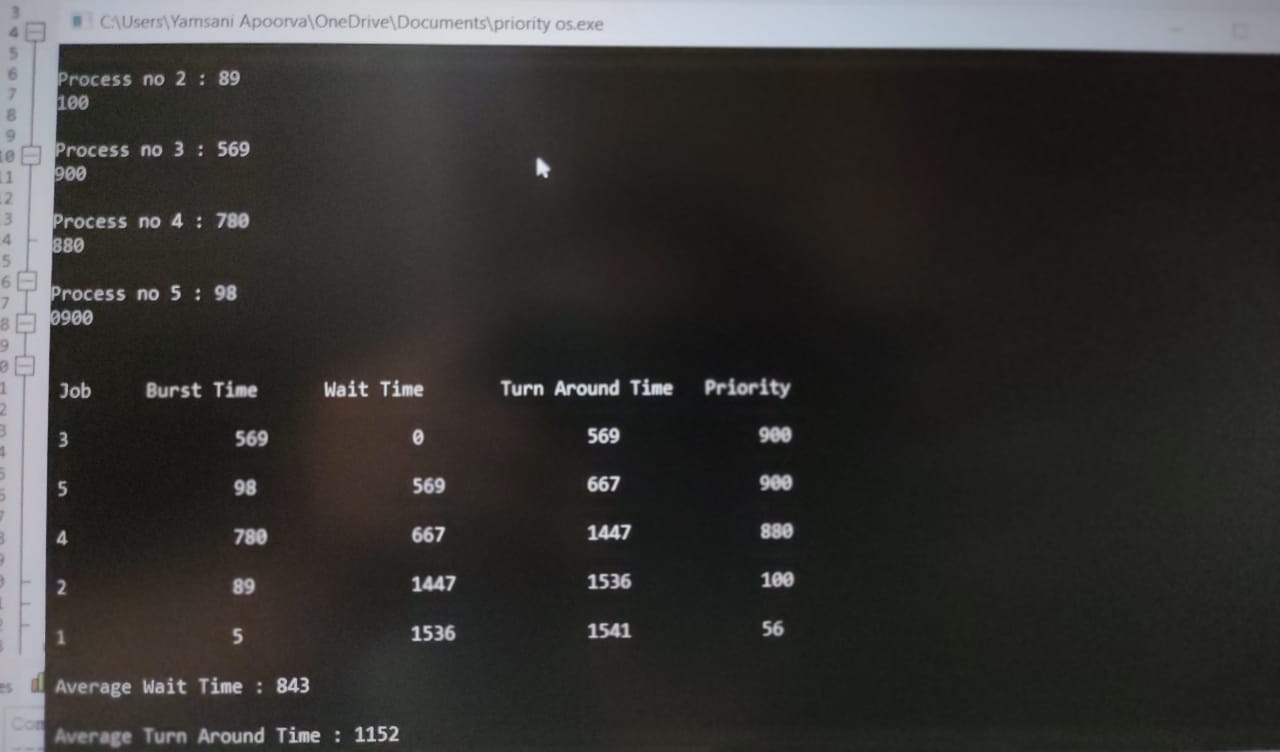 C:\Users\Yamsani Apoorva\OneDrive\Documents\priority os.exe
Process no 2 : 89
100
Process no 3 : 569
900
Process no 4 : 780
880
Process no 5 : 98
0900
Job Burst Time Wait Time Turn Around Time Priority
3 569 0 569 900
5 98 569 667 900
4 780 667 1447 880
2 89 1447 1536 100
1 5 1536 1541 56
Average Wait Time : 843
Average Turn Around Time : 1152